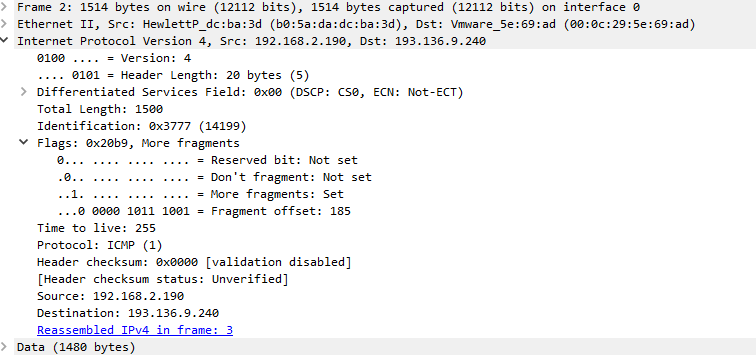 Frame 2: 1514 bytes on wire (12112 bits), 1514 bytes captured (12112 bits) on interface 0
Ethernet II, Src: HewlettP_dc:ba:3d (b0:5a:da:dc:ba:3d), Dst: Vmware_5e:69:ad (00:0c:29:5e:69:ad)
Internet Protocol Version 4, Src: 192.168.2.190, Dst: 193.136.9.240
0100 .... = Version: 4
.... 0101 = Header Length: 20 bytes (5)
Differentiated Services Field: 0x00 (DSCP: CS0, ECN: Not-ECT)
Total Length: 1500
Identification: 0x3777 (14199)
Flags: 0x20b9, More fragments
0... .... .... .... = Reserved bit: Not set
.0.. .... .... .... = Don't fragment: Not set
..1. .... .... .... = More fragments: Set
...0 0000 1011 1001 = Fragment offset: 185
Time to live: 255
Protocol: ICMP (1)
Header checksum: 0x0000 [validation disabled]
[Header checksum status: Unverified]
Source: 192.168.2.190
Destination: 193.136.9.240
Reassembled IPv4 in frame: 3
Data (1480 bytes)